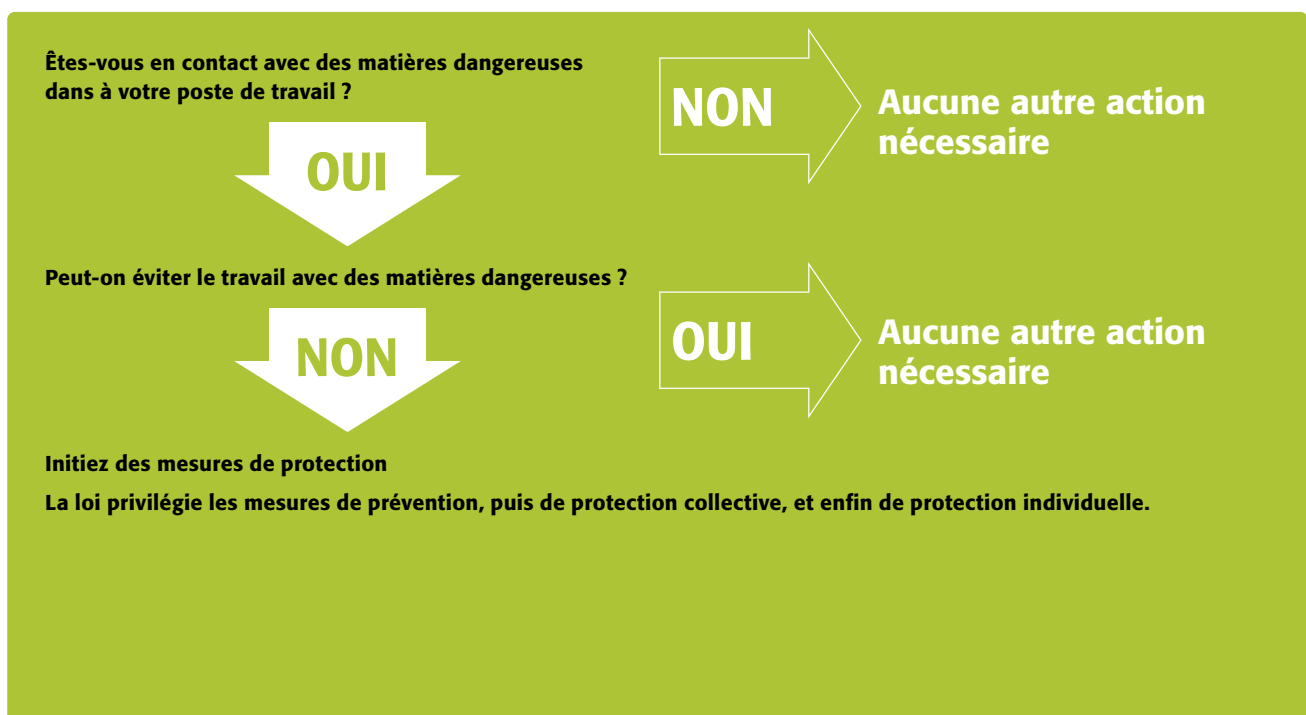 Êtes-vous en contact avec des matières dangereuses
dans à votre poste de travail ?
NON
Aucune autre action
nécessaire
OUI
Peut-on éviter le travail avec des matières dangereuses ?
OUI
Aucune autre action
nécessaire
NON
Initiez des mesures de protection
La loi privilégie les mesures de prévention, puis de protection collective, et enfin de protection individuelle.